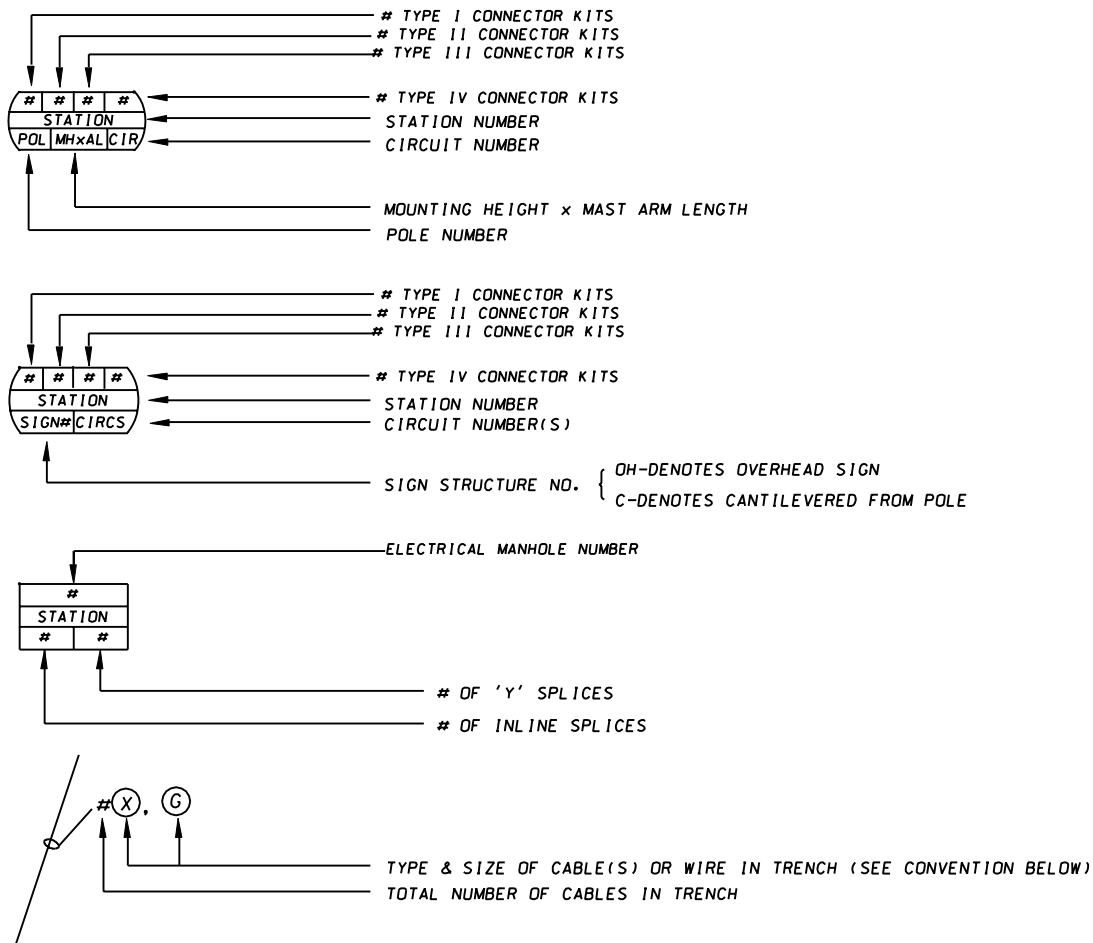 # TYPE I CONNECTOR KITS
# TYPE II CONNECTOR KITS
# TYPE III CONNECTOR KITS
# # # #
# TYPE IV CONNECTOR KITS
STATION
STATION NUMBER
POL MHxAL CIR
CIRCUIT NUMBER
MOUNTING HEIGHT x MAST ARM LENGTH
POLE NUMBER
# TYPE I CONNECTOR KITS
# TYPE II CONNECTOR KITS
# TYPE III CONNECTOR KITS
# # # #
# TYPE IV CONNECTOR KITS
STATION
STATION NUMBER
SIGN# CIRCS
CIRCUIT NUMBER(S)
SIGN STRUCTURE NO. {
OH-DENOTES OVERHEAD SIGN
C-DENOTES CANTILEVERED FROM POLE
ELECTRICAL MANHOLE NUMBER
#
STATION
# #
# OF 'Y' SPLICES
# OF INLINE SPLICES
#X, G
TYPE & SIZE OF CABLE(S) OR WIRE IN TRENCH (SEE CONVENTION BELOW)
TOTAL NUMBER OF CABLES IN TRENCH